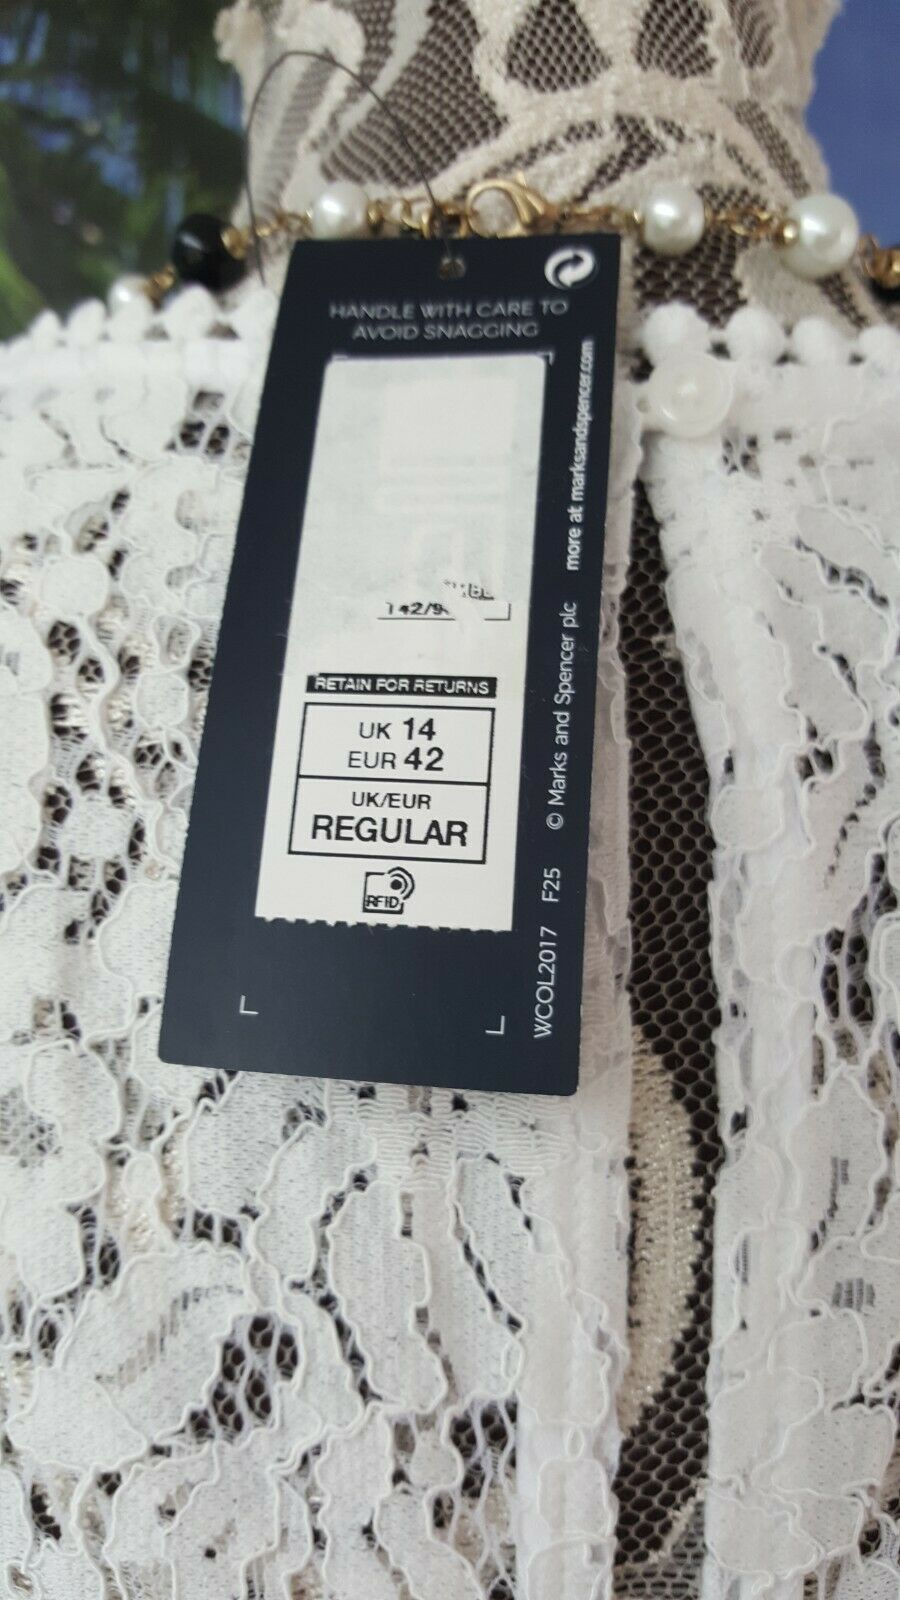 HANDLE WITH CARE TO
AVOID SNAGGING
RETAIN FOR RETURNS
UK 14
EUR 42
UK/EUR
REGULAR
RFID
WCOL2017 F25 © Marks and Spencer plc more at marksandspencer.com